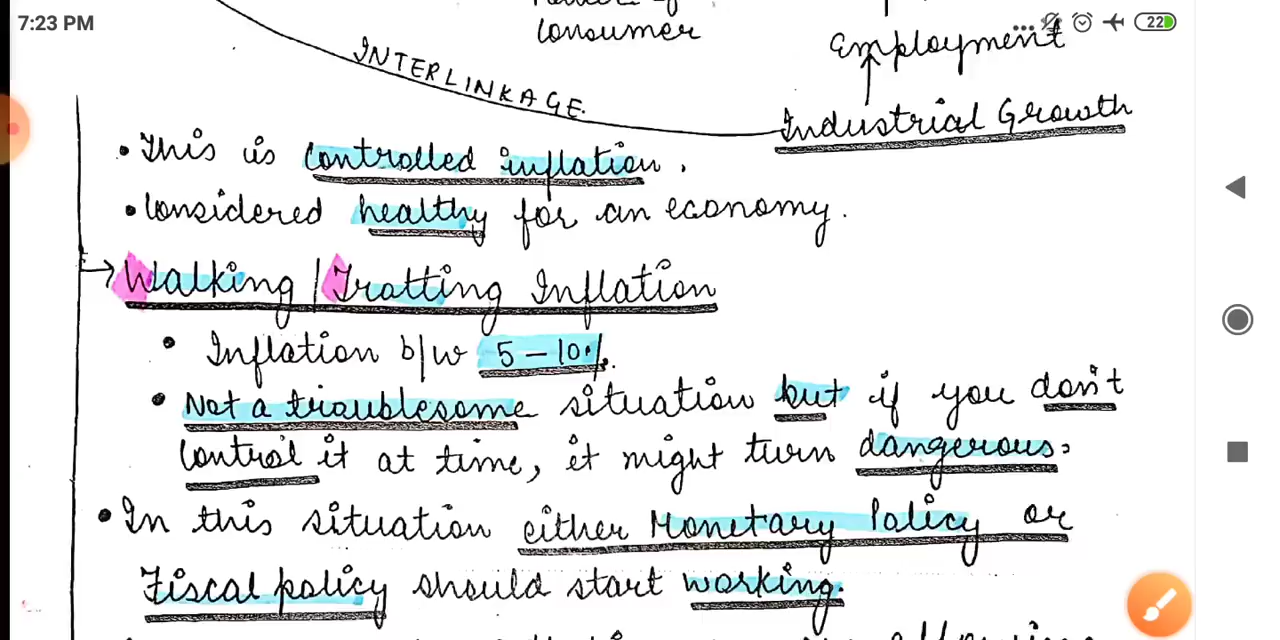 7:23 PM
22
consumer
Employment
INTERLINKAGE.
Industrial Growth
• This is controlled inflation.
• Considered healthy for an economy.
→ Walking / Trotting Inflation
• Inflation b/w 5 – 10%.
• Not a troublesome situation but if you don't
control it at time, it might turn dangerous.
• In this situation either Monetary Policy or
Fiscal policy should start working.